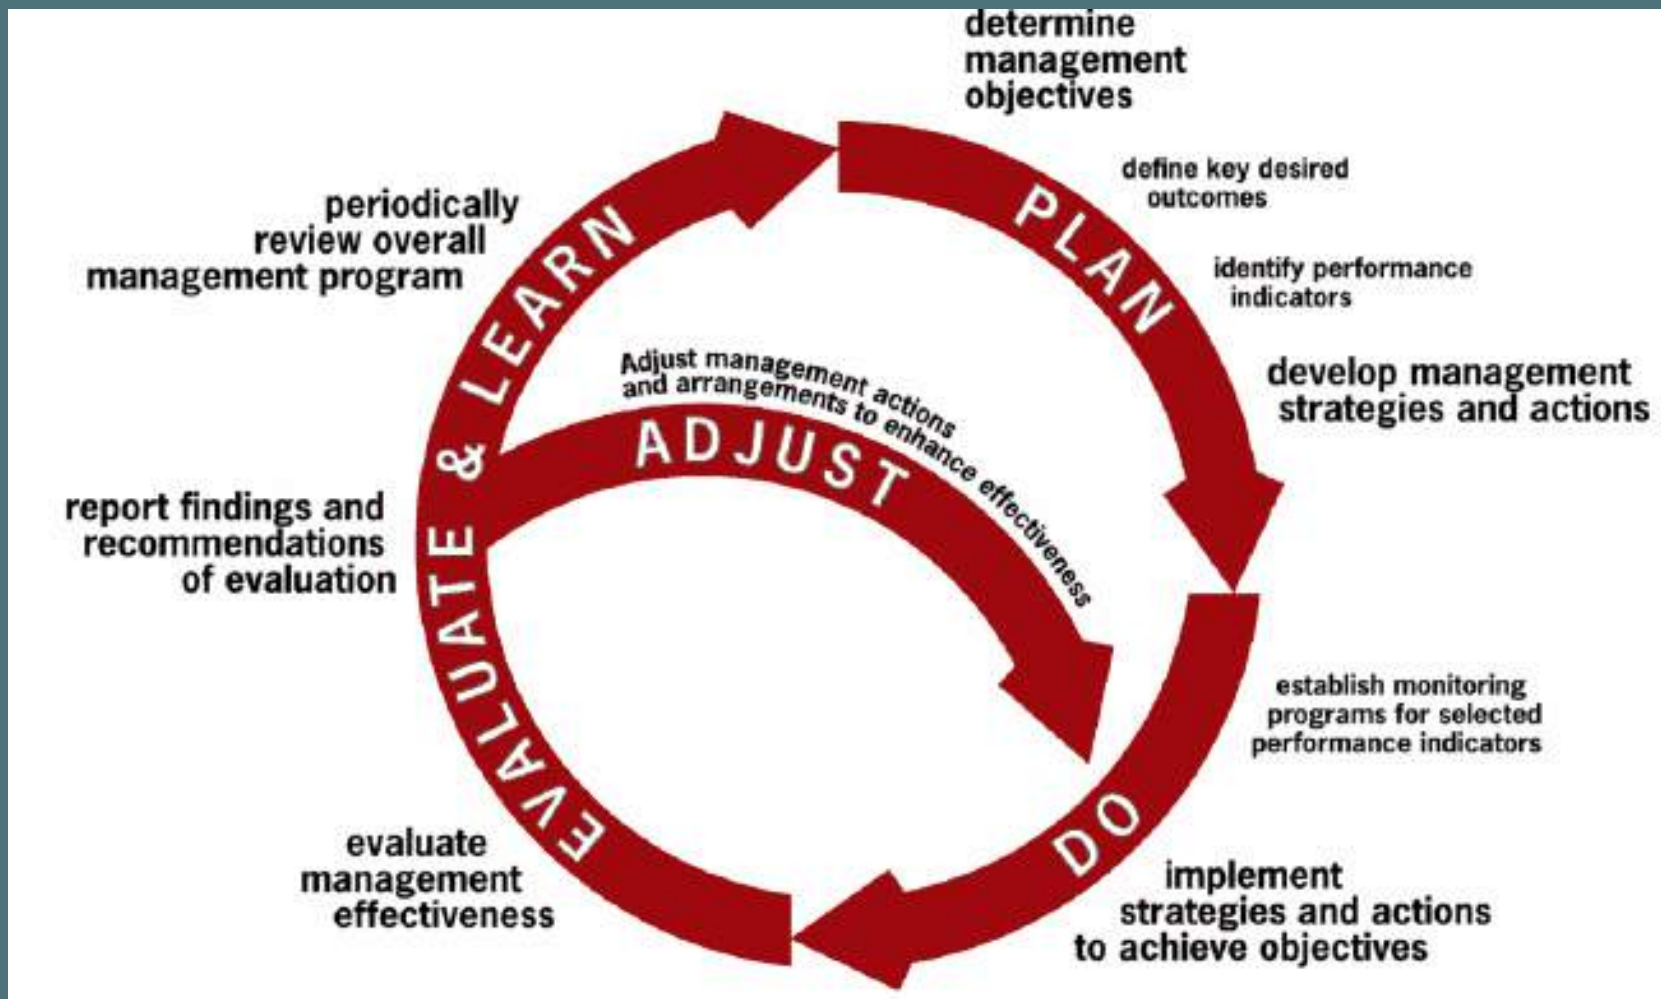 determine
management
objectives
PLAN
define key desired
outcomes
identify performance
indicators
develop management
strategies and actions
DO
establish monitoring
programs for selected
performance indicators
implement
strategies and actions
to achieve objectives
EVALUATE & LEARN
evaluate
management
effectiveness
report findings and
recommendations
of evaluation
periodically
review overall
management program
Adjust management actions
and arrangements to enhance effectiveness
ADJUST